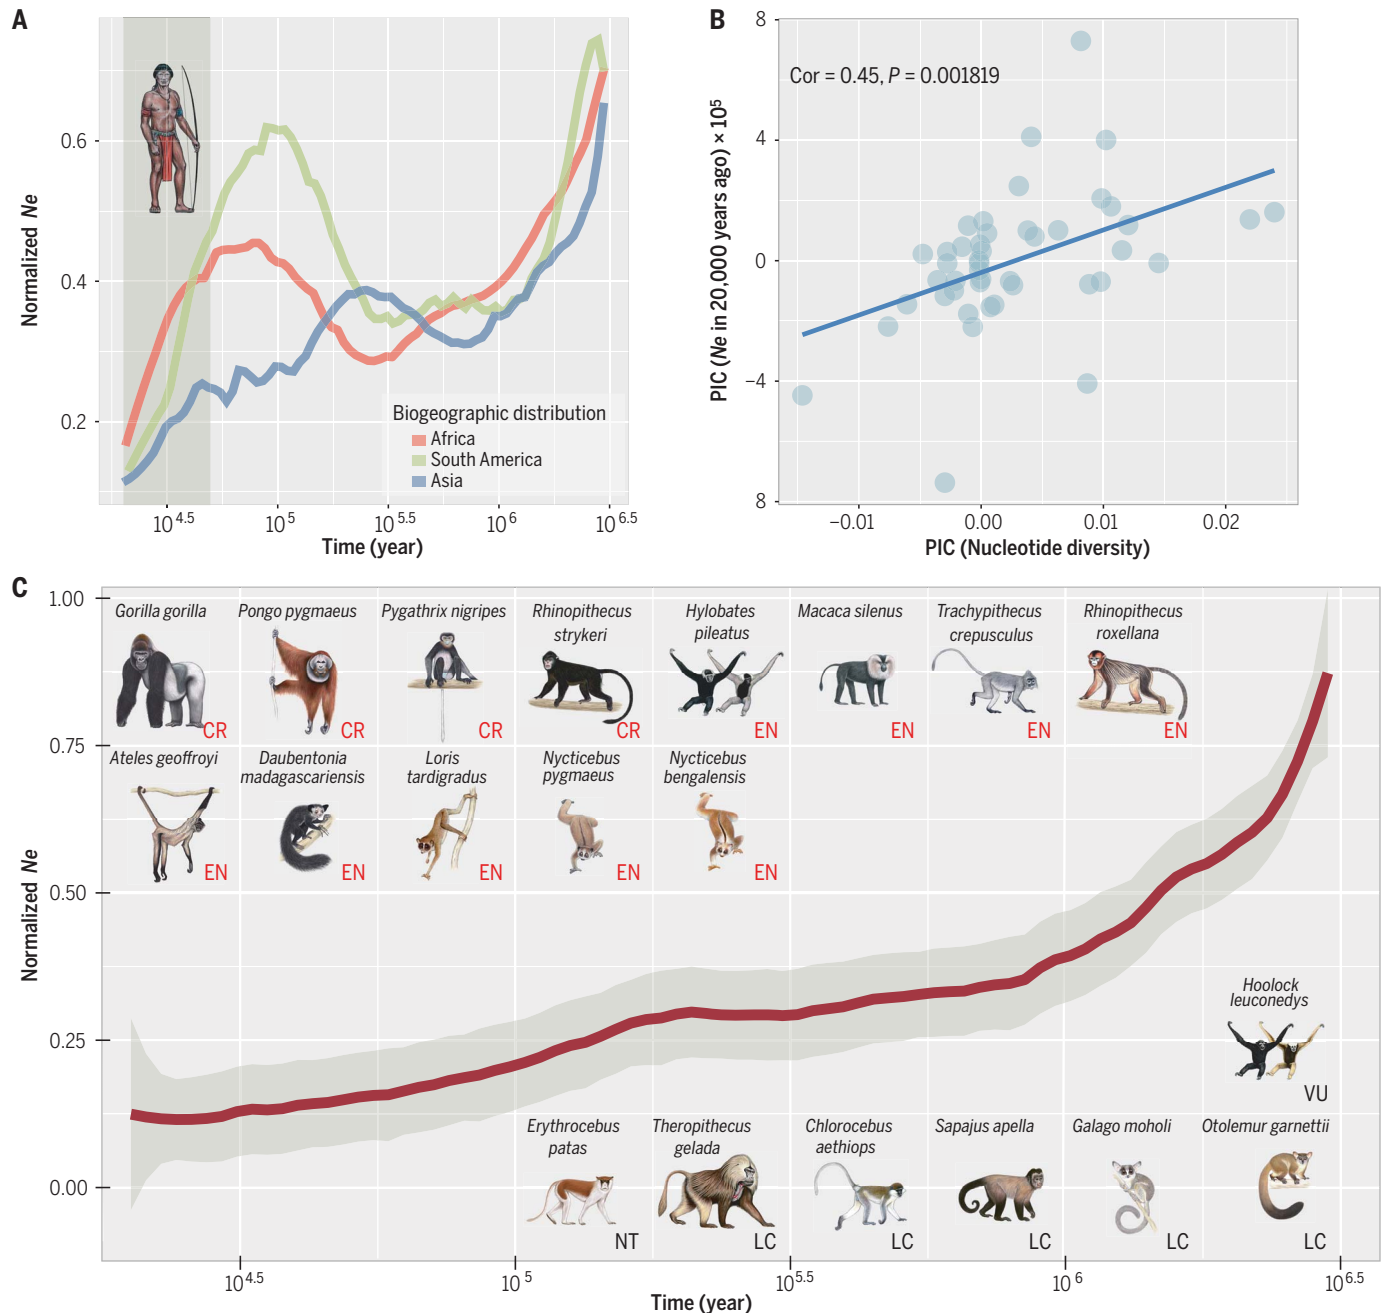 A
Normalized Ne
0.6
0.4
0.2
Biogeographic distribution
Africa
South America
Asia
10^4.5
10^5
10^5.5
10^6
10^6.5
Time (year)
B
PIC (Ne in 20,000 years ago) × 10^5
8
4
0
−4
8
Cor = 0.45, P = 0.001819
−0.01
0.00
0.01
0.02
PIC (Nucleotide diversity)
C
Normalized Ne
1.00
0.75
0.50
0.25
0.00
Gorilla gorilla
CR
Pongo pygmaeus
CR
Pygathrix nigripes
CR
Rhinopithecus
strykeri
CR
Hylobates
pileatus
EN
Macaca silenus
EN
Trachypithecus
crepusculus
EN
Rhinopithecus
roxellana
EN
Ateles geoffroyi
EN
Daubentonia
madagascariensis
EN
Loris
tardigradus
EN
Nycticebus
pygmaeus
EN
Nycticebus
bengalensis
EN
Hoolock
leuconedys
VU
Erythrocebus
patas
NT
Theropithecus
gelada
LC
Chlorocebus
aethiops
LC
Sapajus apella
LC
Galago moholi
LC
Otolemur garnettii
LC
10^4.5
10^5
10^5.5
10^6
10^6.5
Time (year)